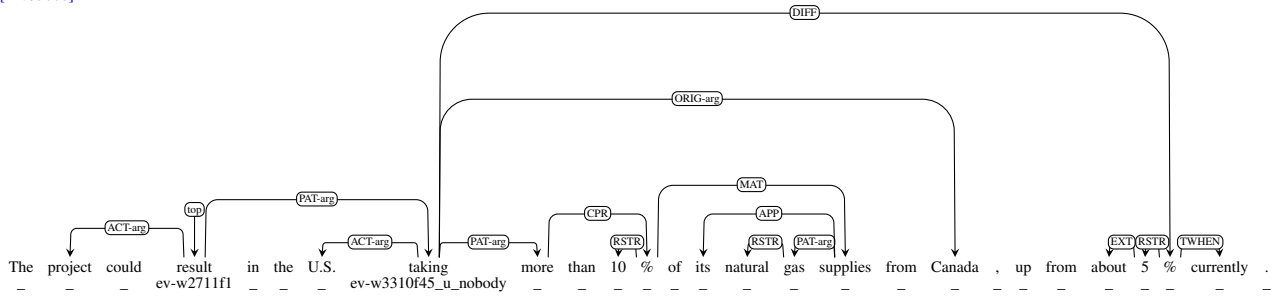 DIFF
ORIG-arg
MAT
PAT-arg
top CPR APP
ACT-arg
ACT-arg PAT-arg RSTR RSTR PAT-arg EXT RSTR TWHEN
The project could result in the U.S. taking more than 10 % of its natural gas supplies from Canada , up from about 5 % currently .
_ _ _ ev-w2711f1 _ _ _ ev-w3310f45_u_nobody _ _ _ _ _ _ _ _ _ _ _ _ _ _ _ _ _ _ _